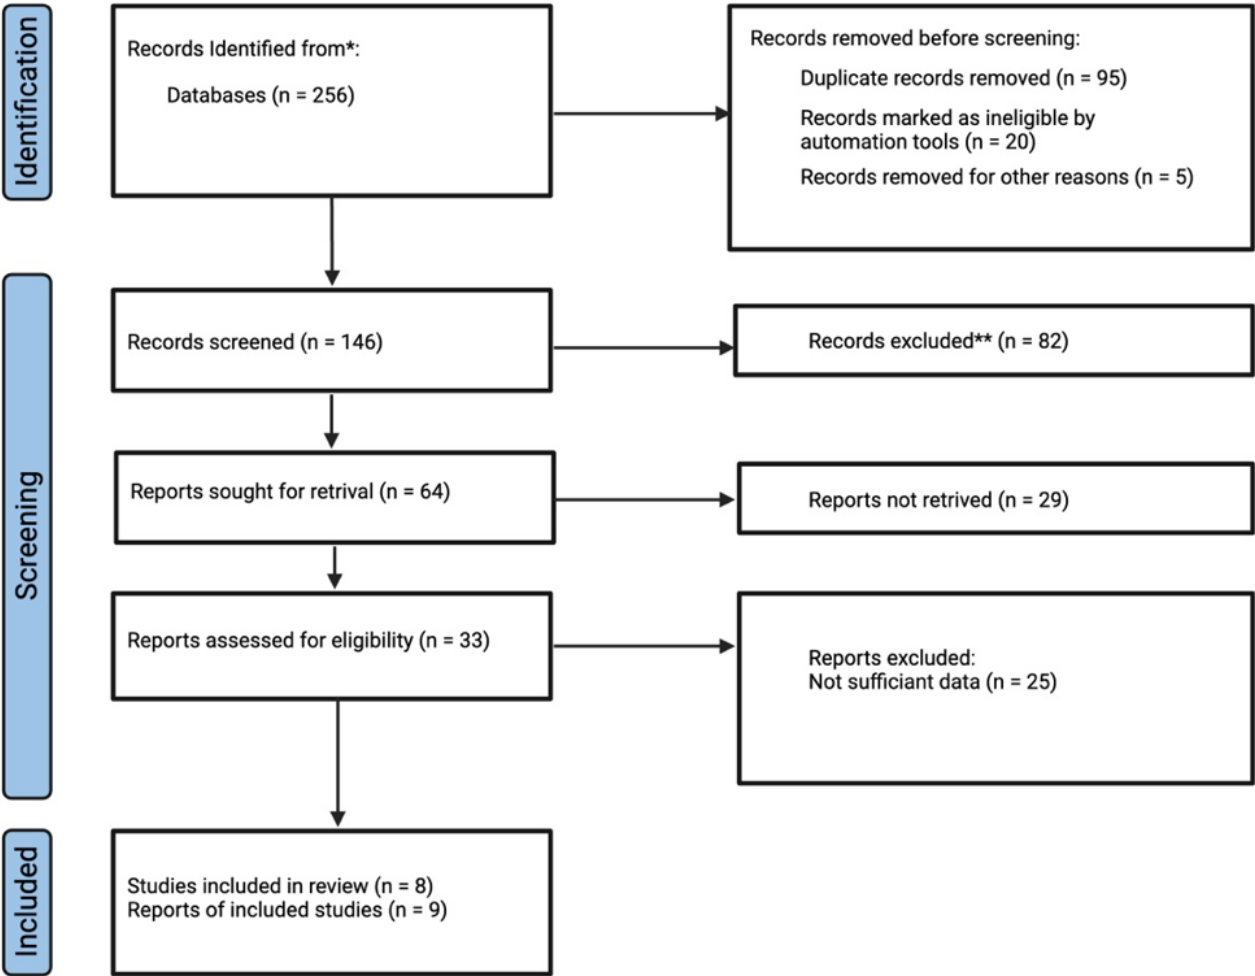 Identification
Records Identified from*:
Databases (n = 256)
Records removed before screening:
Duplicate records removed (n = 95)
Records marked as ineligible by
automation tools (n = 20)
Records removed for other reasons (n = 5)
Screening
Records screened (n = 146)
Records excluded** (n = 82)
Reports sought for retrival (n = 64)
Reports not retrived (n = 29)
Reports assessed for eligibility (n = 33)
Reports excluded:
Not sufficiant data (n = 25)
Included
Studies included in review (n = 8)
Reports of included studies (n = 9)